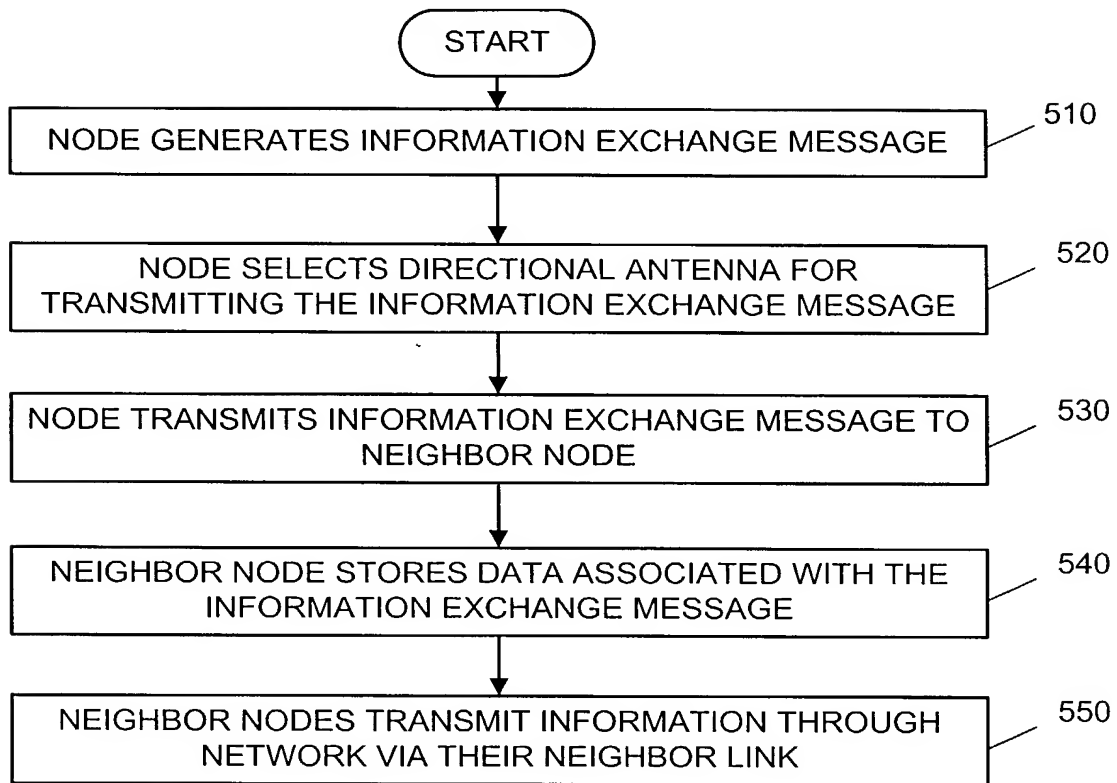 START
NODE GENERATES INFORMATION EXCHANGE MESSAGE
510
NODE SELECTS DIRECTIONAL ANTENNA FOR
TRANSMITTING THE INFORMATION EXCHANGE MESSAGE
520
NODE TRANSMITS INFORMATION EXCHANGE MESSAGE TO
NEIGHBOR NODE
530
NEIGHBOR NODE STORES DATA ASSOCIATED WITH THE
INFORMATION EXCHANGE MESSAGE
540
NEIGHBOR NODES TRANSMIT INFORMATION THROUGH
NETWORK VIA THEIR NEIGHBOR LINK
550